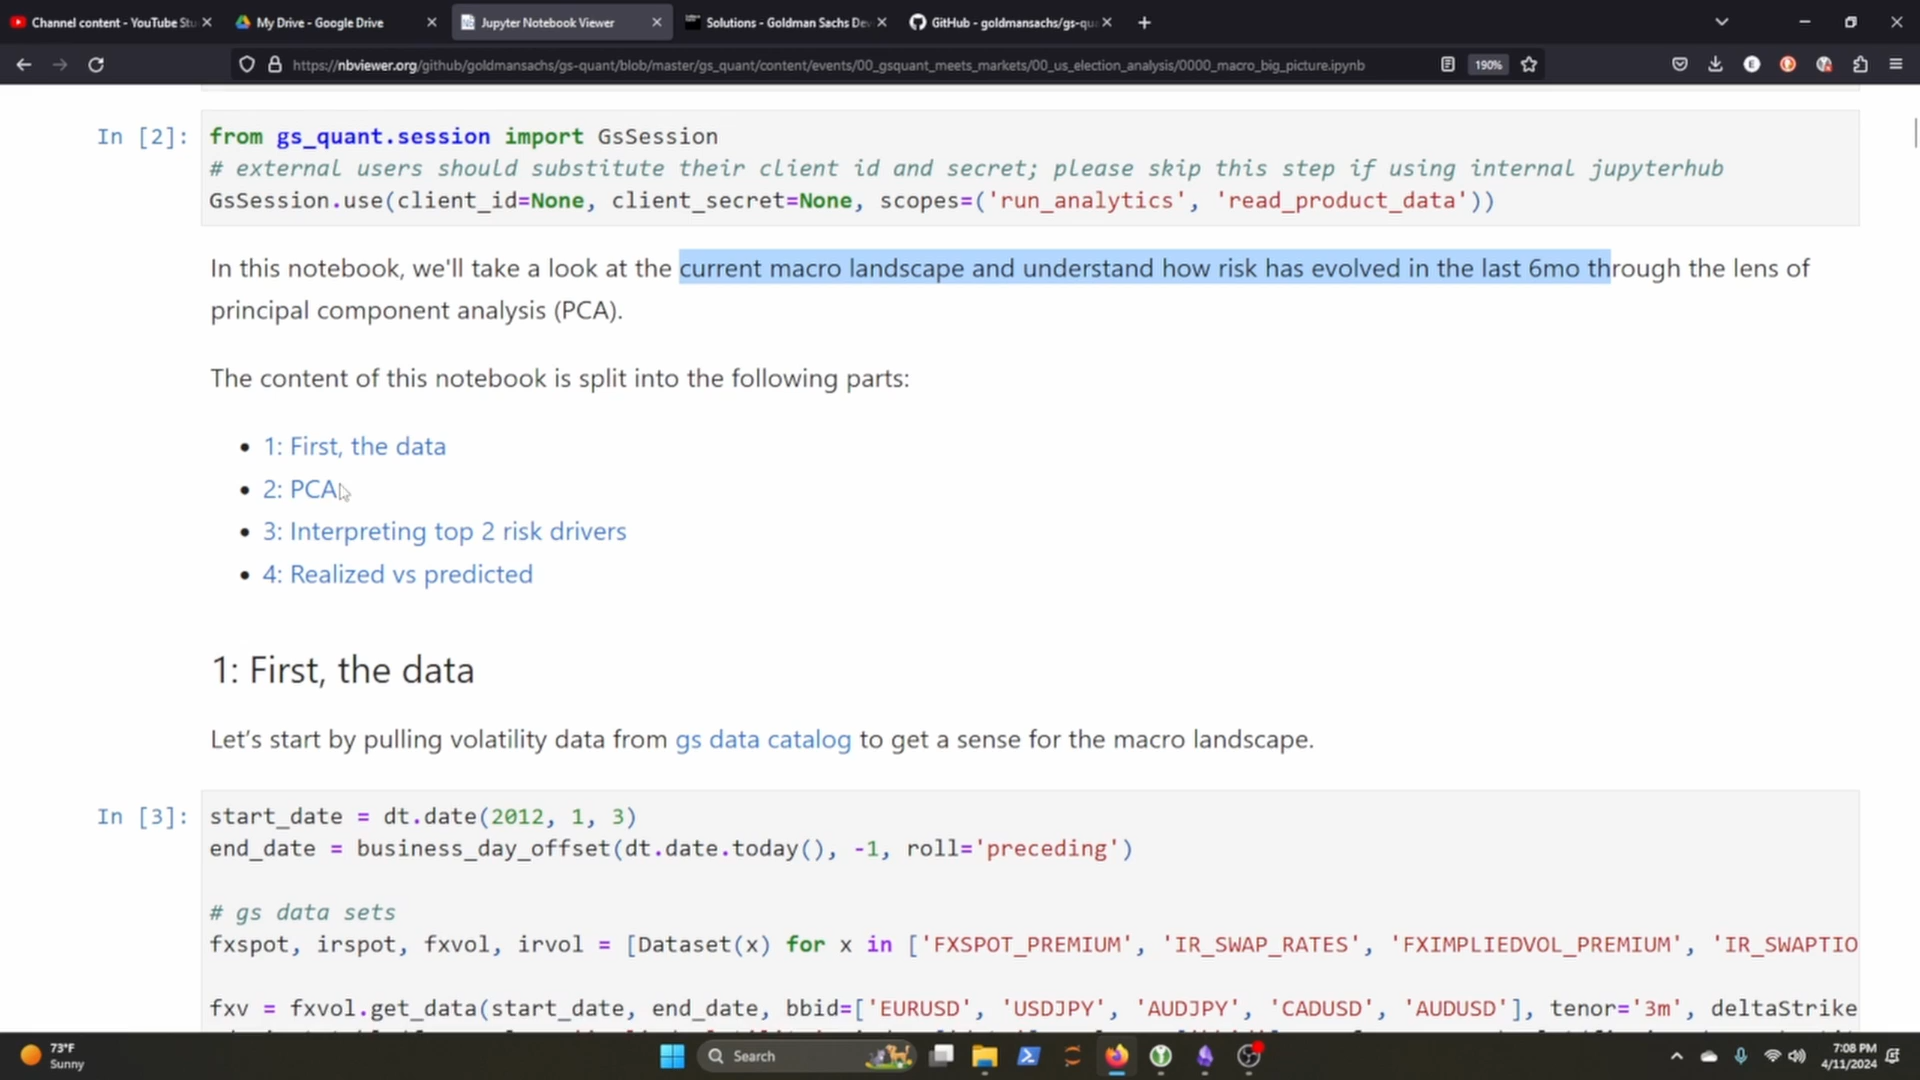 Channel content - YouTube Stu
My Drive - Google Drive
Jupyter Notebook Viewer
Solutions - Goldman Sachs Dev
GitHub - goldmansachs/gs-qua
https://nbviewer.org/github/goldmansachs/gs-quant/blob/master/gs_quant/content/events/00_gsquant_meets_markets/00_us_election_analysis/0000_macro_big_picture.ipynb
190%
In [2]:
from gs_quant.session import GsSession
# external users should substitute their client id and secret; please skip this step if using internal jupyterhub
GsSession.use(client_id=None, client_secret=None, scopes=('run_analytics', 'read_product_data'))
In this notebook, we'll take a look at the current macro landscape and understand how risk has evolved in the last 6mo through the lens of
principal component analysis (PCA).
The content of this notebook is split into the following parts:
• 1: First, the data
• 2: PCA
• 3: Interpreting top 2 risk drivers
• 4: Realized vs predicted
1: First, the data
Let's start by pulling volatility data from gs data catalog to get a sense for the macro landscape.
In [3]:
start_date = dt.date(2012, 1, 3)
end_date = business_day_offset(dt.date.today(), -1, roll='preceding')
# gs data sets
fxspot, irspot, fxvol, irvol = [Dataset(x) for x in ['FXSPOT_PREMIUM', 'IR_SWAP_RATES', 'FXIMPLIEDVOL_PREMIUM', 'IR_SWAPTIO
fxv = fxvol.get_data(start_date, end_date, bbid=['EURUSD', 'USDJPY', 'AUDJPY', 'CADUSD', 'AUDUSD'], tenor='3m', deltaStrike
73°F
Sunny
Search
7:08 PM
4/11/2024